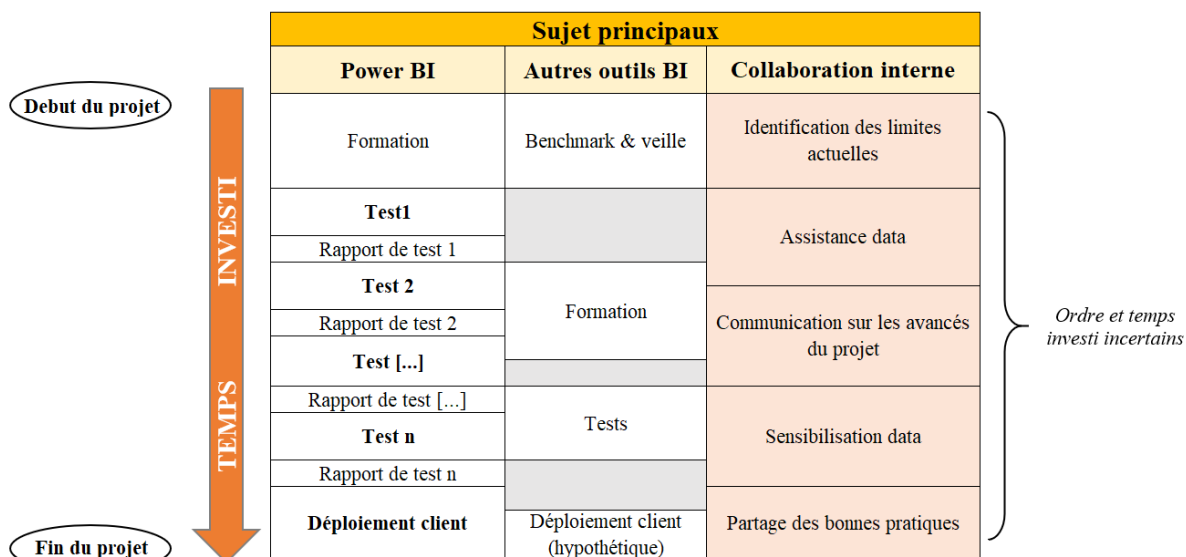 Sujet principaux
Power BI
Autres outils BI
Collaboration interne
Debut du projet
Formation
Benchmark & veille
Identification des limites
actuelles
Test1
Rapport de test 1
Assistance data
Test 2
Formation
Rapport de test 2
Communication sur les avancés
du projet
Test [...]
Rapport de test [...]
Tests
Sensibilisation data
Test n
Rapport de test n
Déploiement client
Déploiement client
(hypothétique)
Partage des bonnes pratiques
Fin du projet
TEMPS INVESTI
Ordre et temps
investi incertains